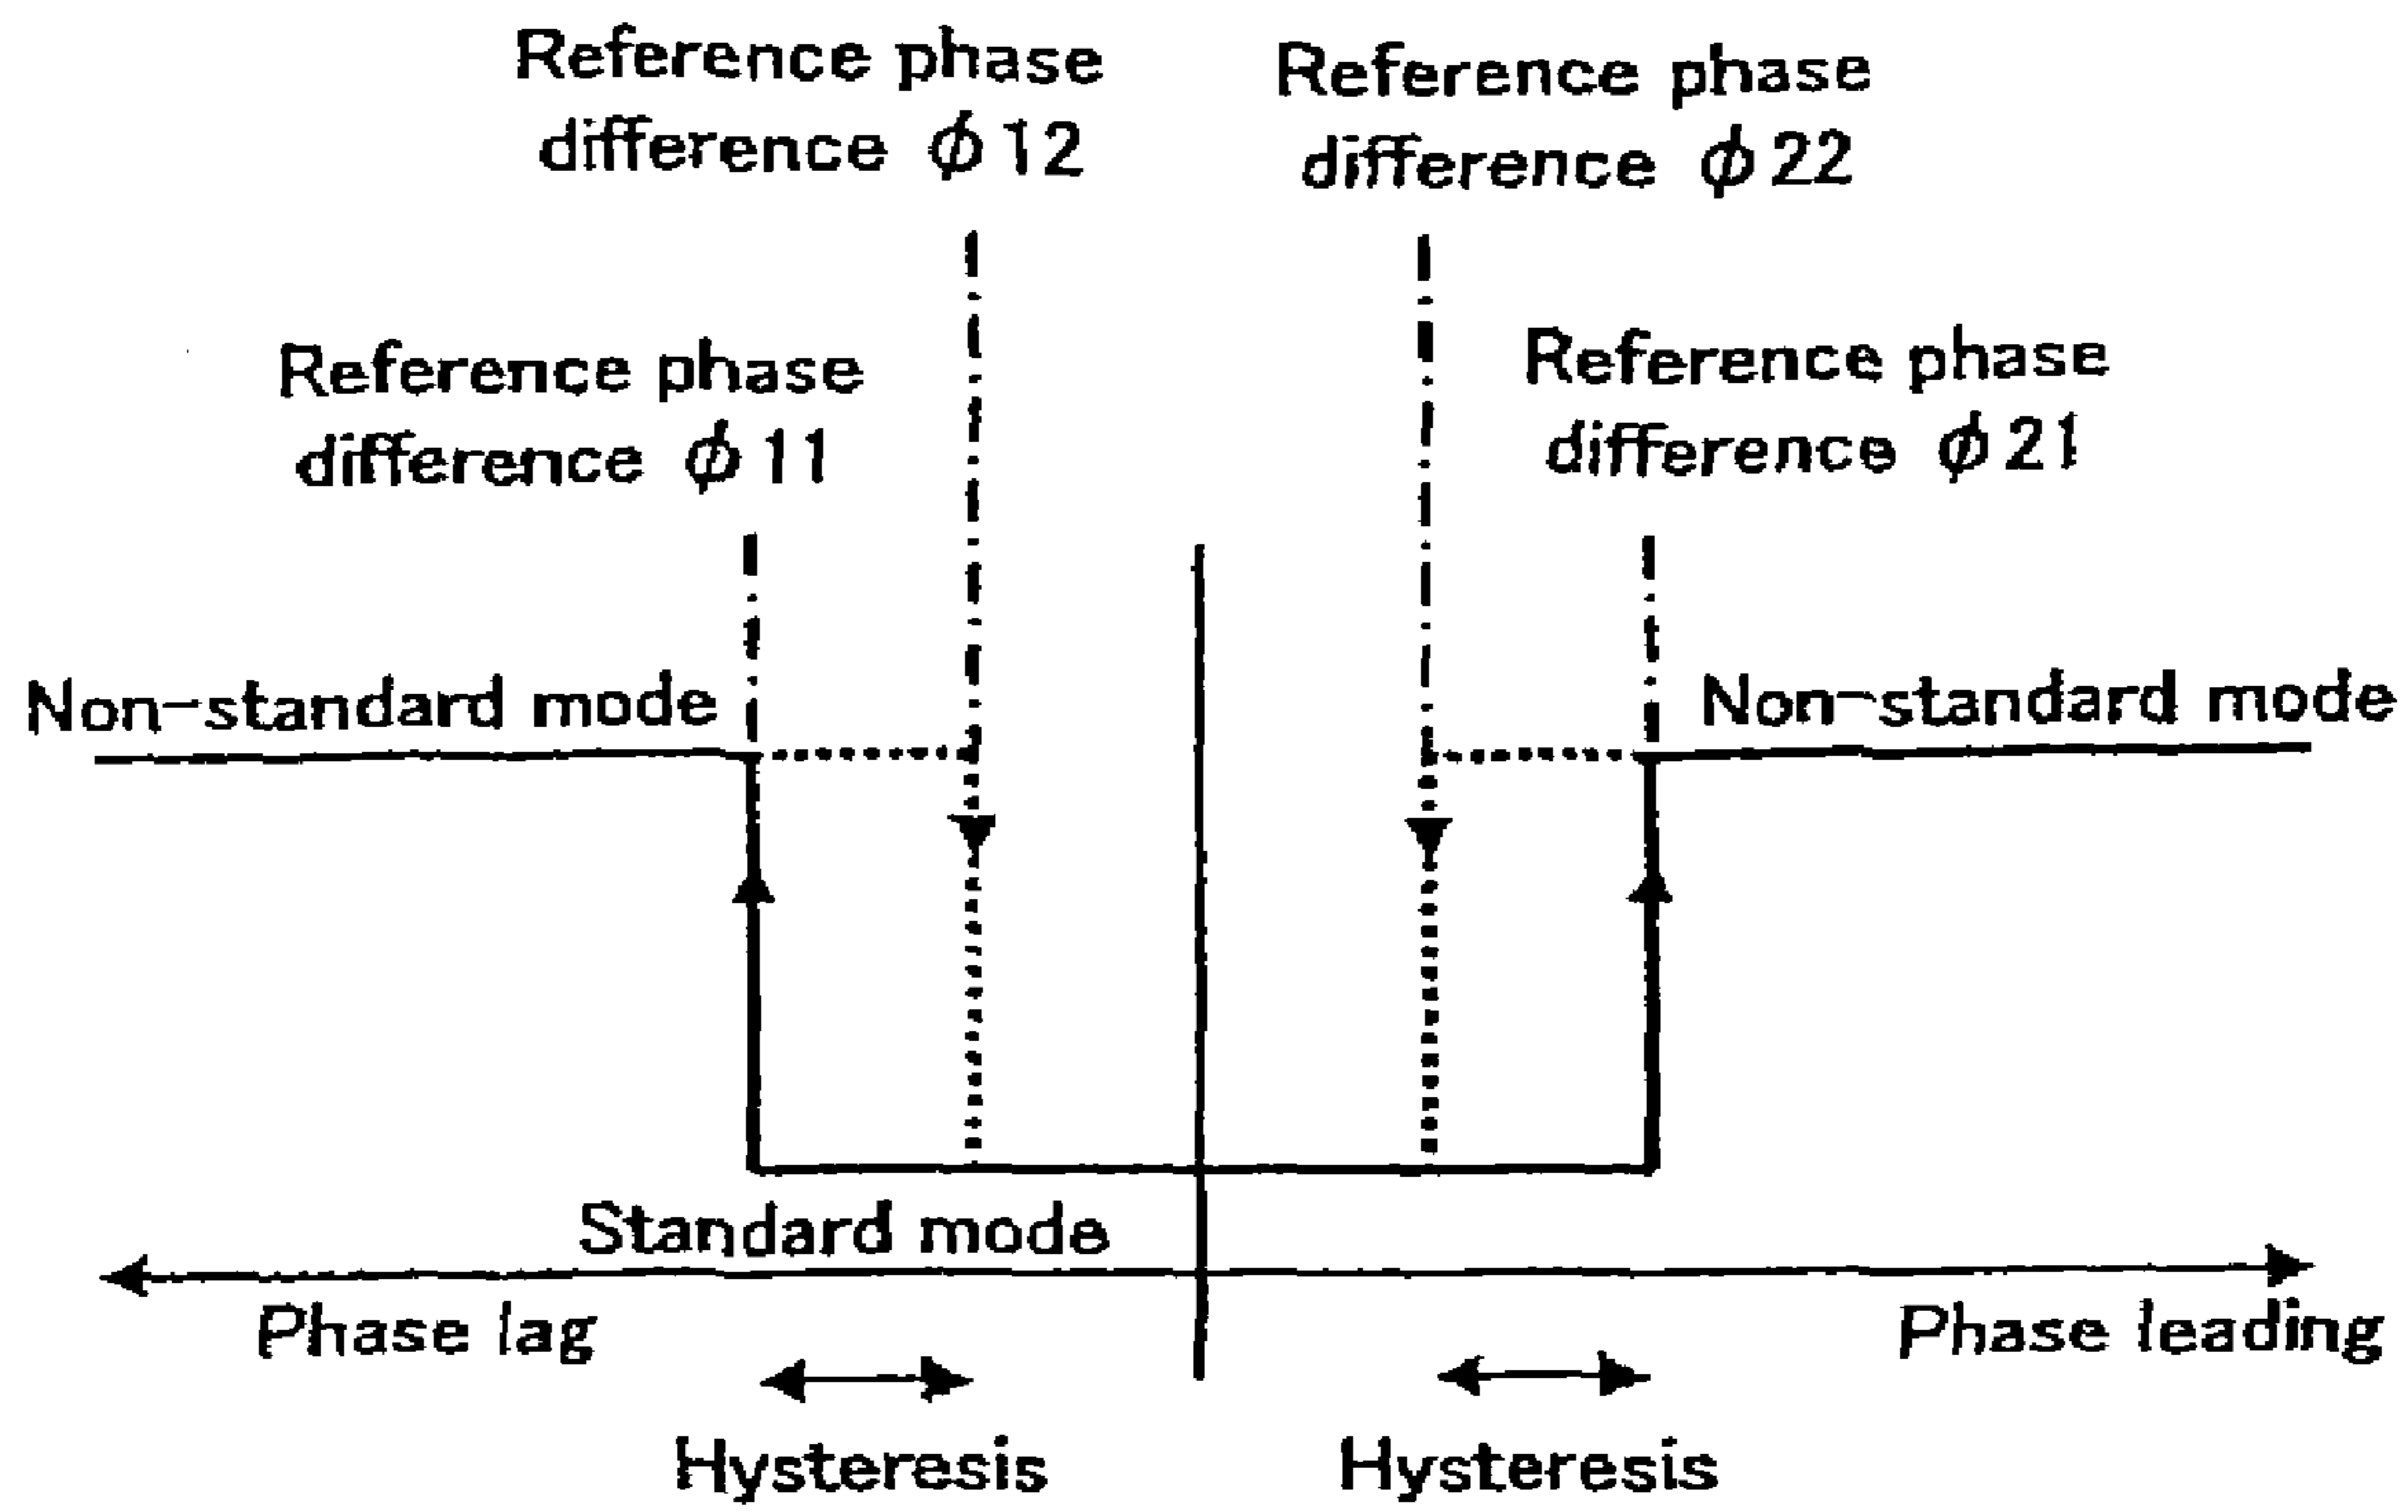 Reference phase
difference ϕ12
Reference phase
difference ϕ22
Reference phase
difference ϕ11
Reference phase
difference ϕ21
Non-standard mode
Non-standard mode
Standard mode
Phase lag
Phase leading
Hysteresis
Hysteresis